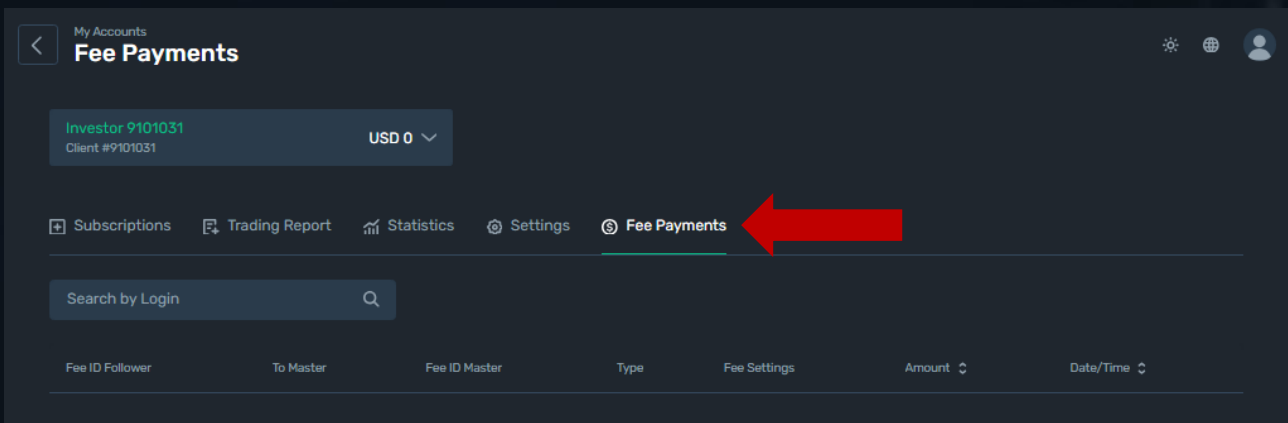 My Accounts
Fee Payments
Investor 9101031
Client #9101031
USD 0
Subscriptions Trading Report Statistics Settings Fee Payments
Search by Login
Fee ID Follower To Master Fee ID Master Type Fee Settings Amount Date/Time